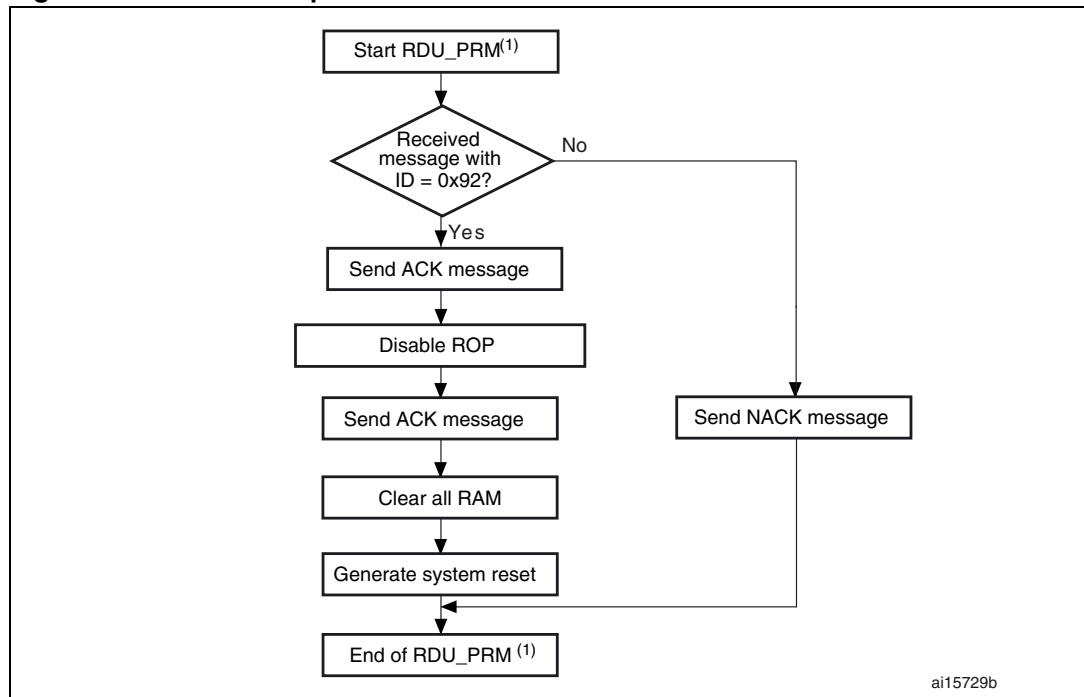 Start RDU_PRM(1)
Received
message with
ID = 0x92?
No
Yes
Send ACK message
Disable ROP
Send ACK message
Send NACK message
Clear all RAM
Generate system reset
End of RDU_PRM (1)
ai15729b